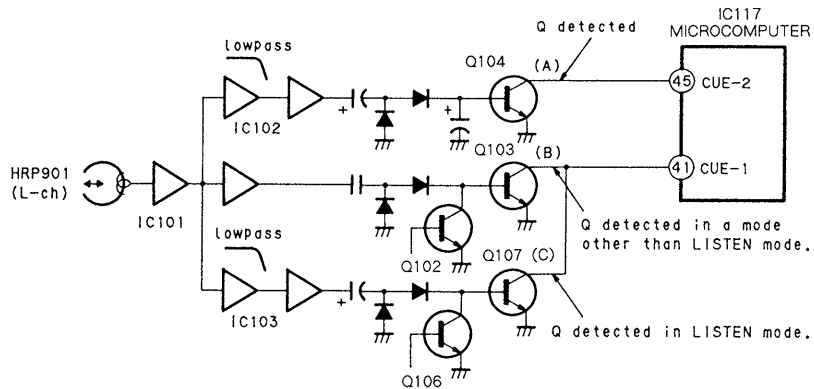 IC117
MICROCOMPUTER
Q detected
lowpass
Q104
(A)
45
CUE-2
IC102
+
+
Q103
(B)
41
CUE-1
HRP901
(L-ch)
IC101
Q detected in a mode
other than LISTEN mode.
lowpass
Q102
Q107
(C)
+
IC103
Q detected in LISTEN mode.
Q106